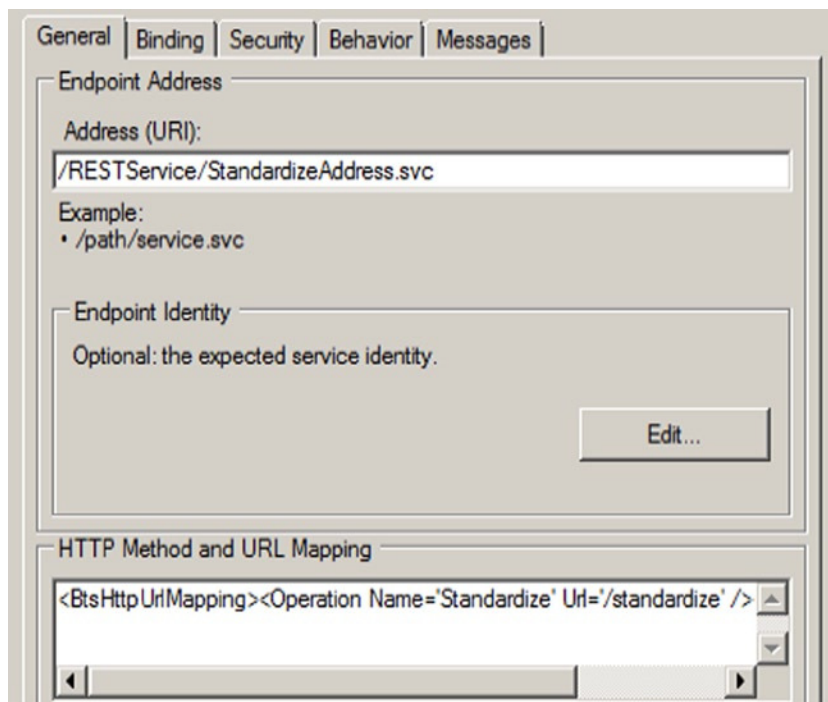 General Binding Security Behavior Messages
Endpoint Address
Address (URI):
/RESTService/StandardizeAddress.svc
Example:
• /path/service.svc
Endpoint Identity
Optional: the expected service identity.
Edit...
HTTP Method and URL Mapping
<BtsHttpUrlMapping><Operation Name='Standardize' Url='/standardize' />